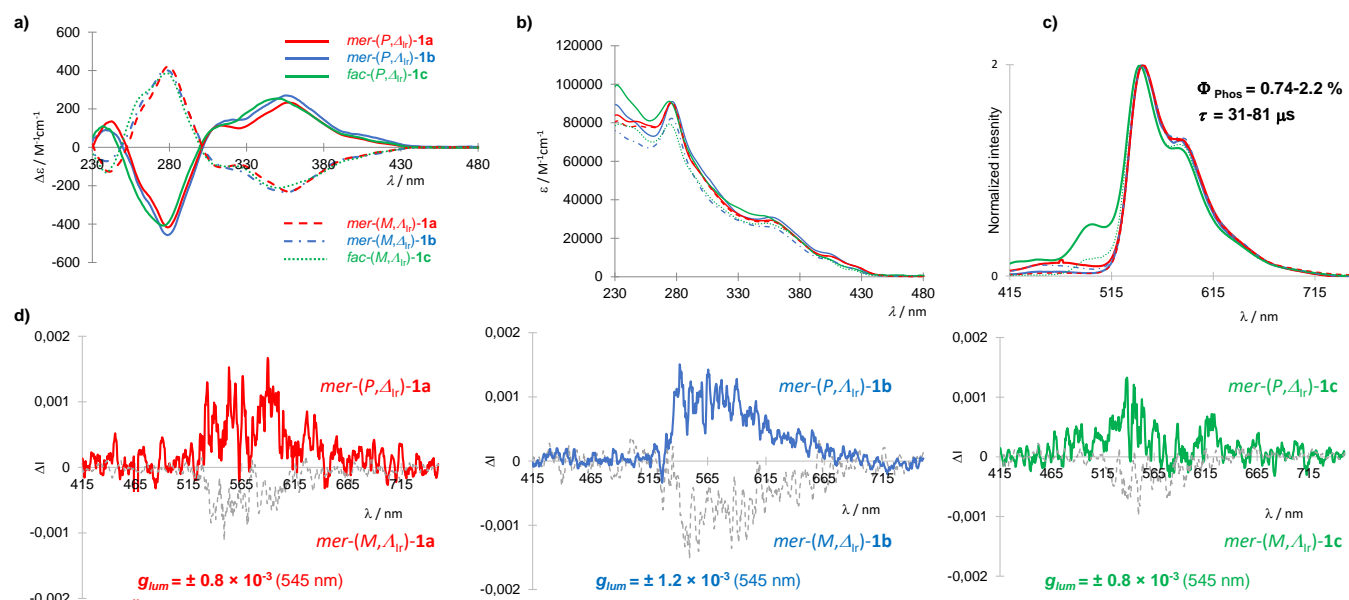 a)
600
400
200
0
-200
-400
-600
Δε / M⁻¹cm⁻¹
230 280 330 380 430 480
λ / nm
mer-(P,ΔIr)-1a
mer-(P,ΔIr)-1b
fac-(P,ΔIr)-1c
mer-(M,ΛIr)-1a
mer-(M,ΛIr)-1b
fac-(M,ΛIr)-1c
b)
120000
100000
80000
60000
40000
20000
0
ε / M⁻¹cm⁻¹
230 280 330 380 430 480
λ / nm
c)
2
0
Normalized intesnity
415 515 615 715
λ / nm
Φ Phos = 0.74-2.2 %
τ = 31-81 μs
d)
0,002
0,001
0
-0,001
-0,002
ΔI
415 465 515 565 615 665 715
λ / nm
mer-(P,ΔIr)-1a
mer-(M,ΛIr)-1a
glum = ± 0.8 × 10⁻³ (545 nm)
0,002
0,001
0
-0,001
-0,002
ΔI
415 465 515 565 615 665 715
λ / nm
mer-(P,ΔIr)-1b
mer-(M,ΛIr)-1b
glum = ± 1.2 × 10⁻³ (545 nm)
0,002
0,001
0
-0,001
-0,002
ΔI
415 465 515 565 615 665 715
λ / nm
mer-(P,ΔIr)-1c
mer-(M,ΛIr)-1c
glum = ± 0.8 × 10⁻³ (545 nm)